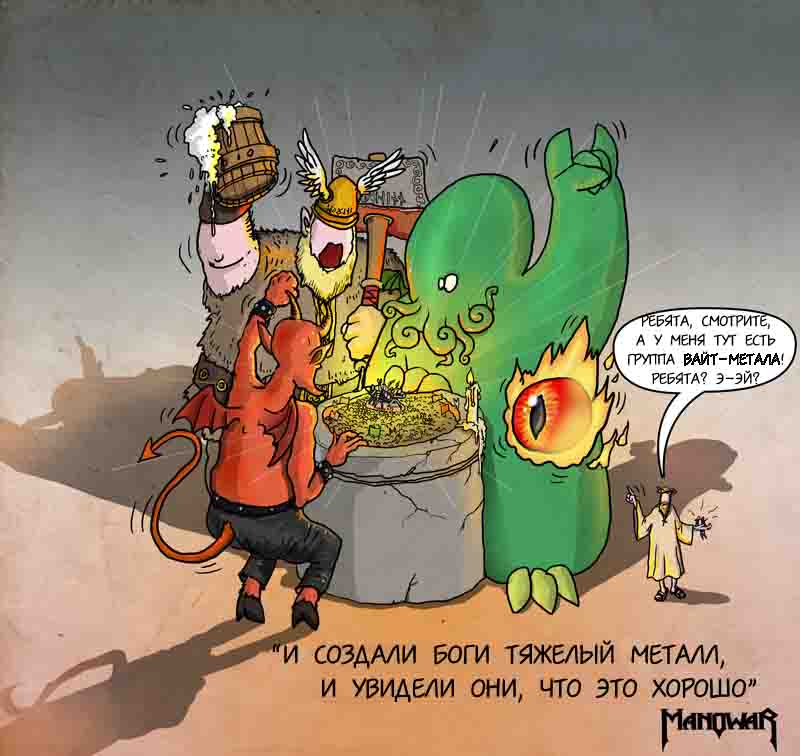 РЕБЯТА, СМОТРИТЕ,
А У МЕНЯ ТУТ ЕСТЬ
ГРУППА ВАЙТ-МЕТАЛА!
РЕБЯТА? Э-ЭЙ?
"И СОЗДАЛИ БОГИ ТЯЖЕЛЫЙ МЕТАЛЛ,
И УВИДЕЛИ ОНИ, ЧТО ЭТО ХОРОШО"
MANOWAR